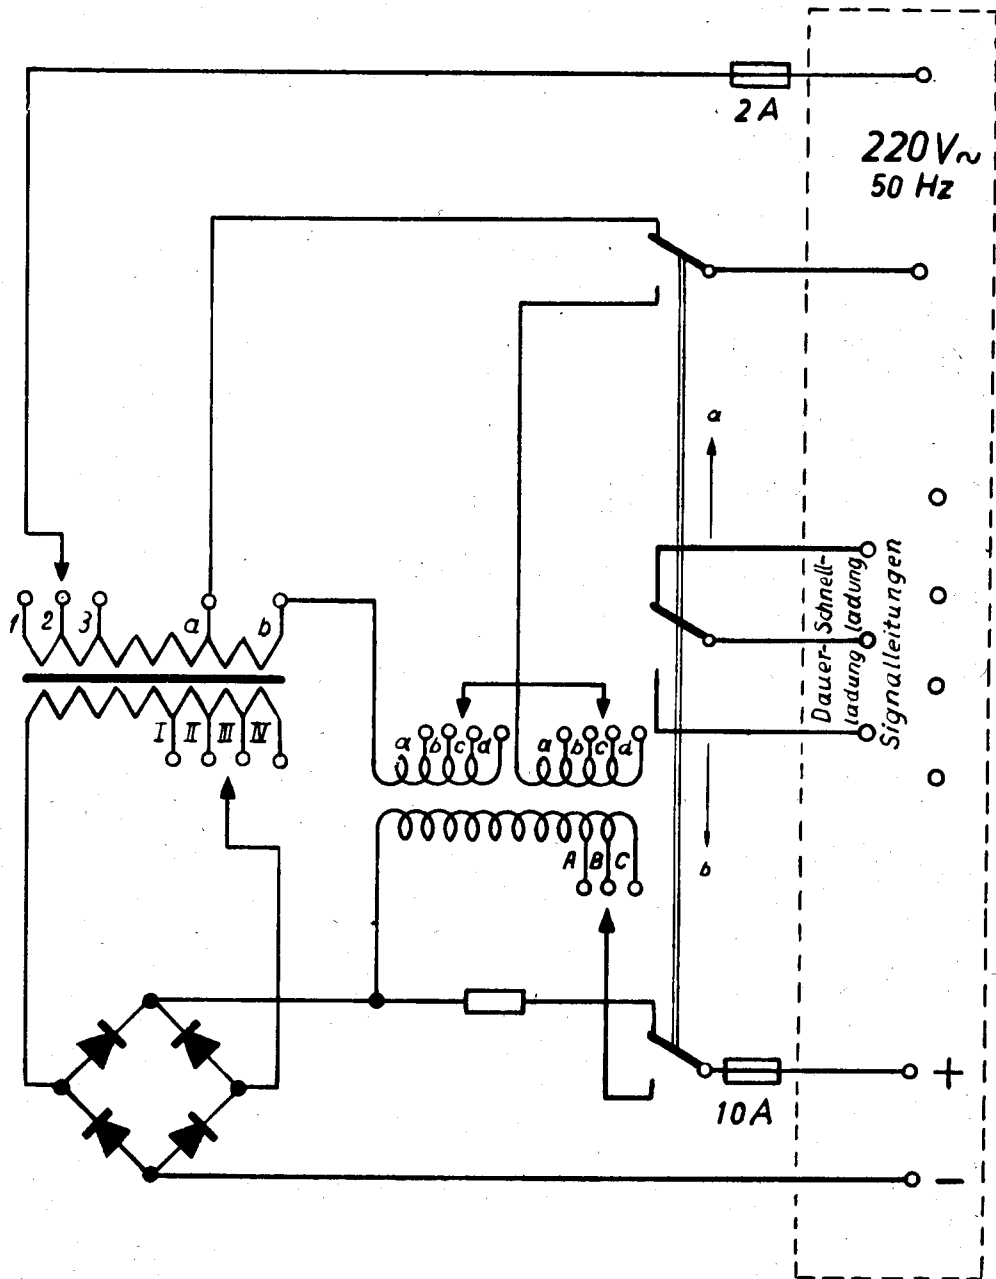 2 A
220 V~
50 Hz
a
1
2
3
a
b
Dauer-Schnell-
ladung ladung
Signalleitungen
I
II
III
IV
a
b
c
d
a
b
c
d
A
B
C
b
+
10 A
-